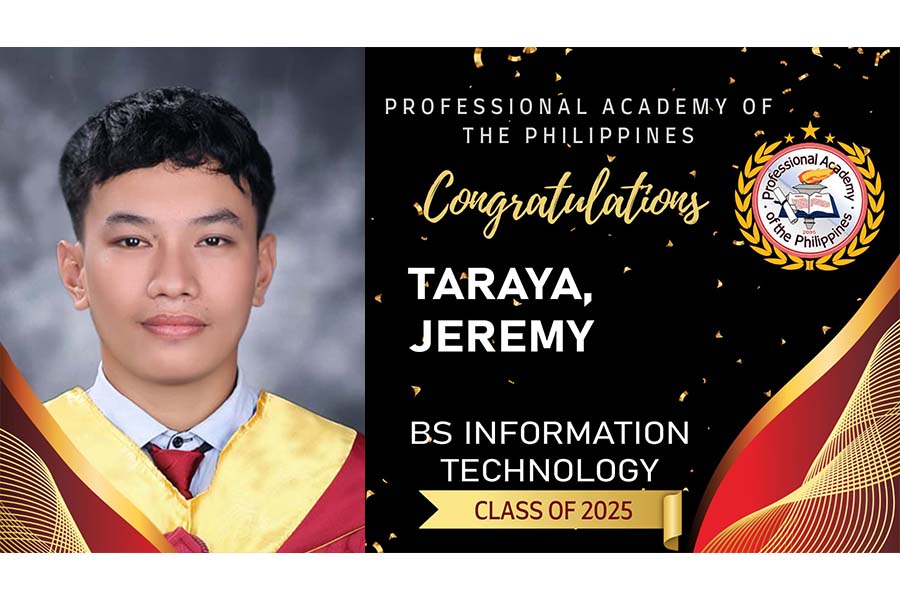 PROFESSIONAL ACADEMY OF
THE PHILIPPINES
Congratulations
Professional Academy
of the Philippines
2005
TARAYA,
JEREMY
BS INFORMATION
TECHNOLOGY
CLASS OF 2025